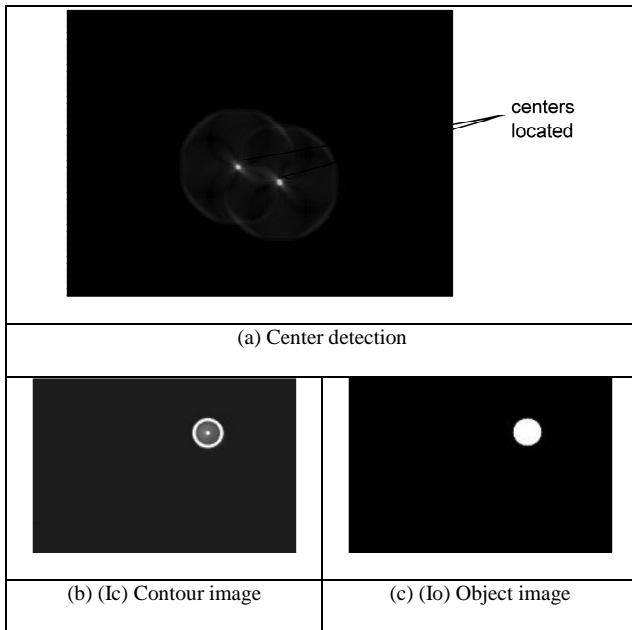 centers
located
(a) Center detection
(b) (Ic) Contour image
(c) (Io) Object image